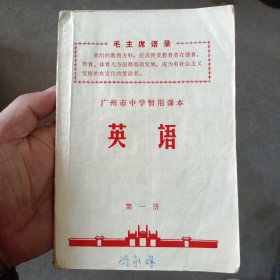 毛主席语录
我们的教育方针，应该使受教育者在德育、
智育、体育几方面都得到发展，成为有社会主义
觉悟的有文化的劳动者。
广州市中学暂用课本
英语
第一册